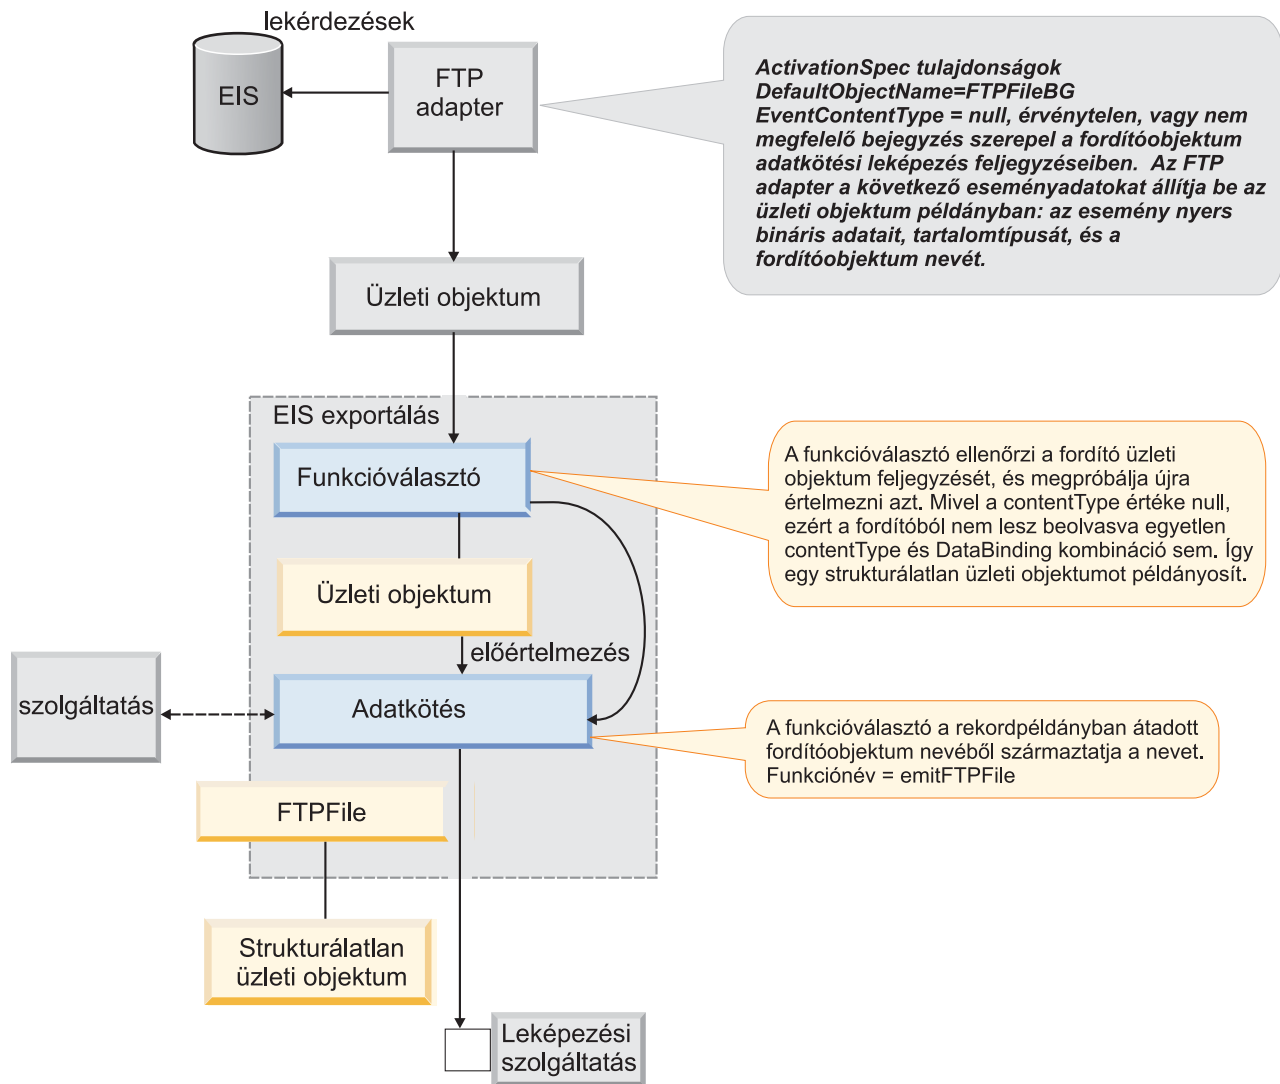 lekérdezések
EIS
FTP
adapter
ActivationSpec tulajdonságok
DefaultObjectName=FTPFileBG
EventContentType = null, érvénytelen, vagy nem
megfelelő bejegyzés szerepel a fordítóobjektum
adatkötési leképezés feljegyzéseiben. Az FTP
adapter a következő eseményadatokat állítja be az
üzleti objektum példányban: az esemény nyers
bináris adatait, tartalomtípusát, és a
fordítóobjektum nevét.
Üzleti objektum
EIS exportálás
Funkcióválasztó
A funkcióválasztó ellenőrzi a fordító üzleti
objektum feljegyzését, és megpróbálja újra
értelmezni azt. Mivel a contentType értéke null,
ezért a fordítóból nem lesz beolvasva egyetlen
contentType és DataBinding kombináció sem. Így
egy strukturálatlan üzleti objektumot példányosít.
Üzleti objektum
előértelmezés
szolgáltatás
Adatkötés
A funkcióválasztó a rekordpéldányban átadott
fordítóobjektum nevéből származtatja a nevet.
Funkciónév = emitFTPFile
FTPFile
Strukturálatlan
üzleti objektum
Leképezési
szolgáltatás